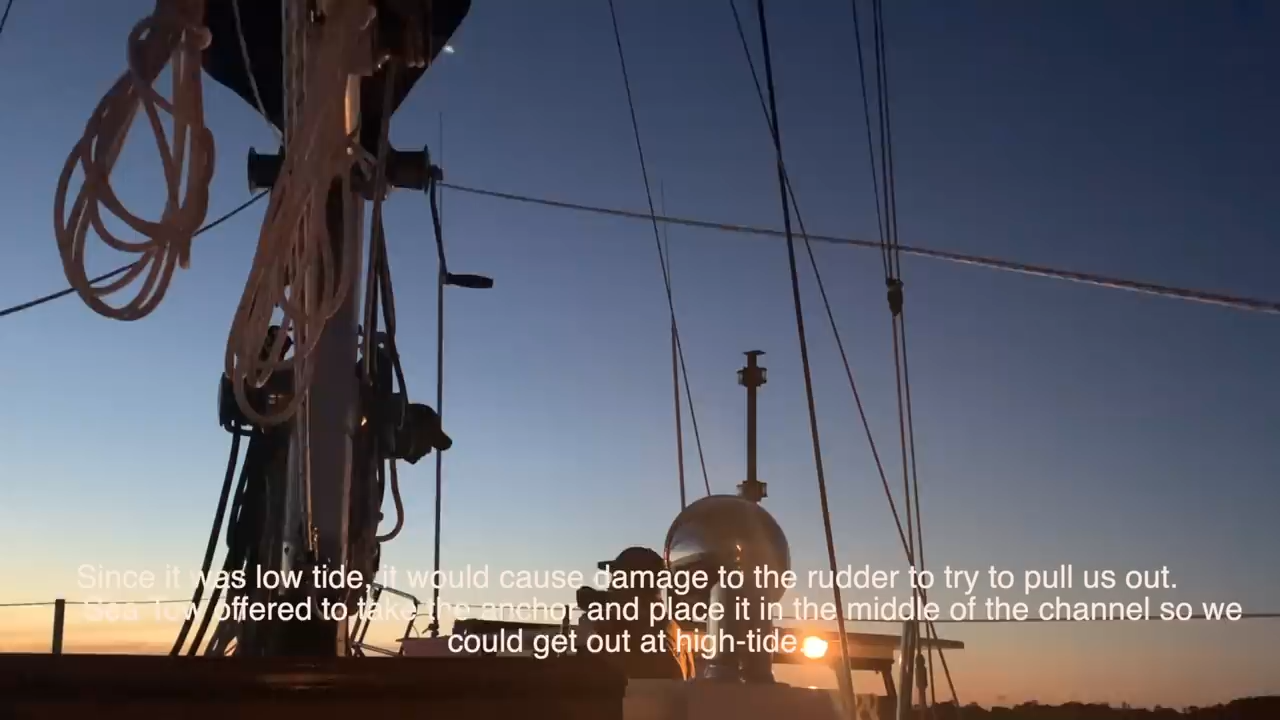 Since it was low tide, it would cause damage to the rudder to try to pull us out.
Sea Tow offered to take the anchor and place it in the middle of the channel so we
could get out at high-tide.